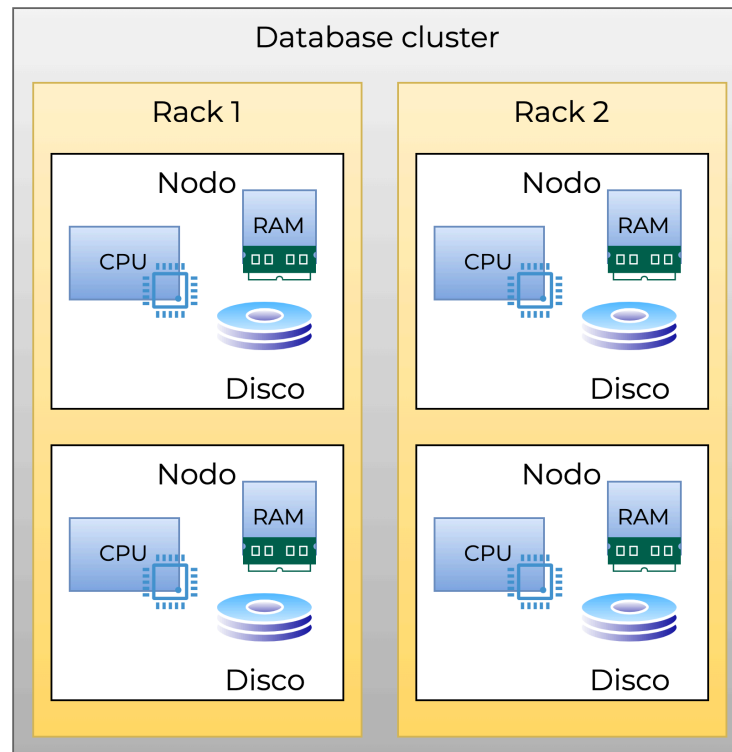 Database cluster
Rack 1
Nodo
CPU
RAM
Disco
Nodo
CPU
RAM
Disco
Rack 2
Nodo
CPU
RAM
Disco
Nodo
CPU
RAM
Disco